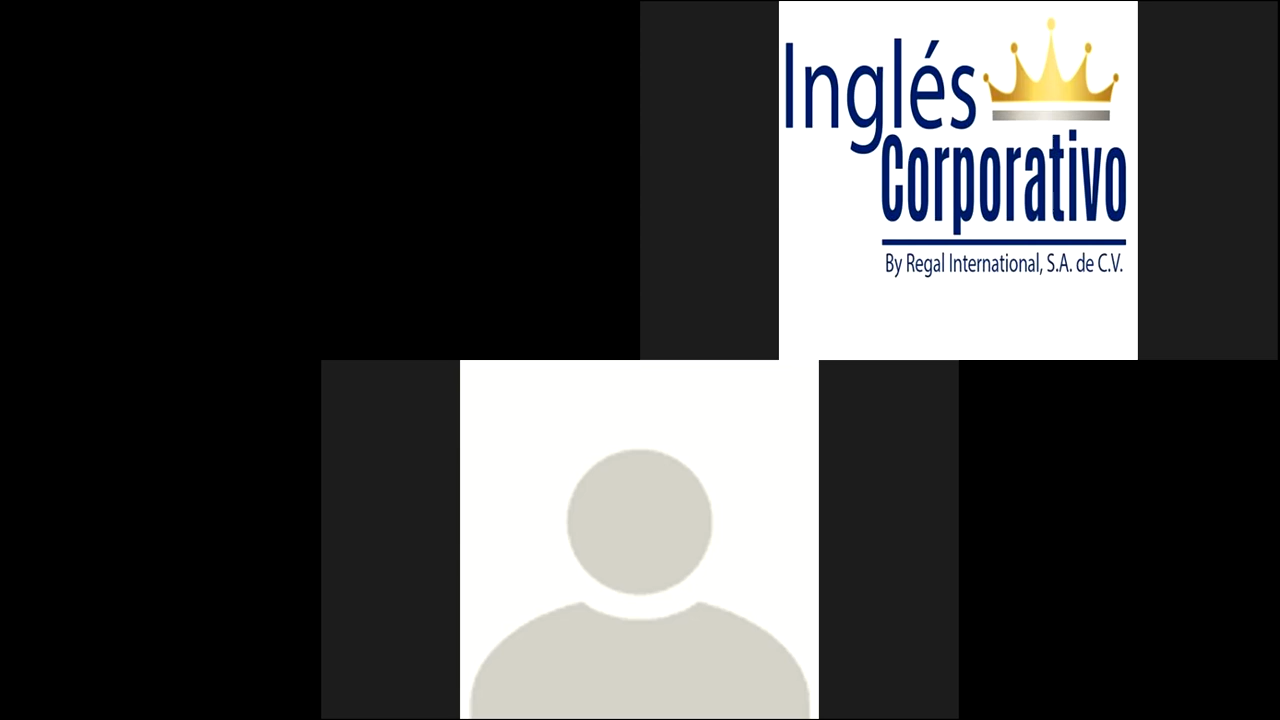 Inglés
Corporativo
By Regal International, S.A. de C.V.